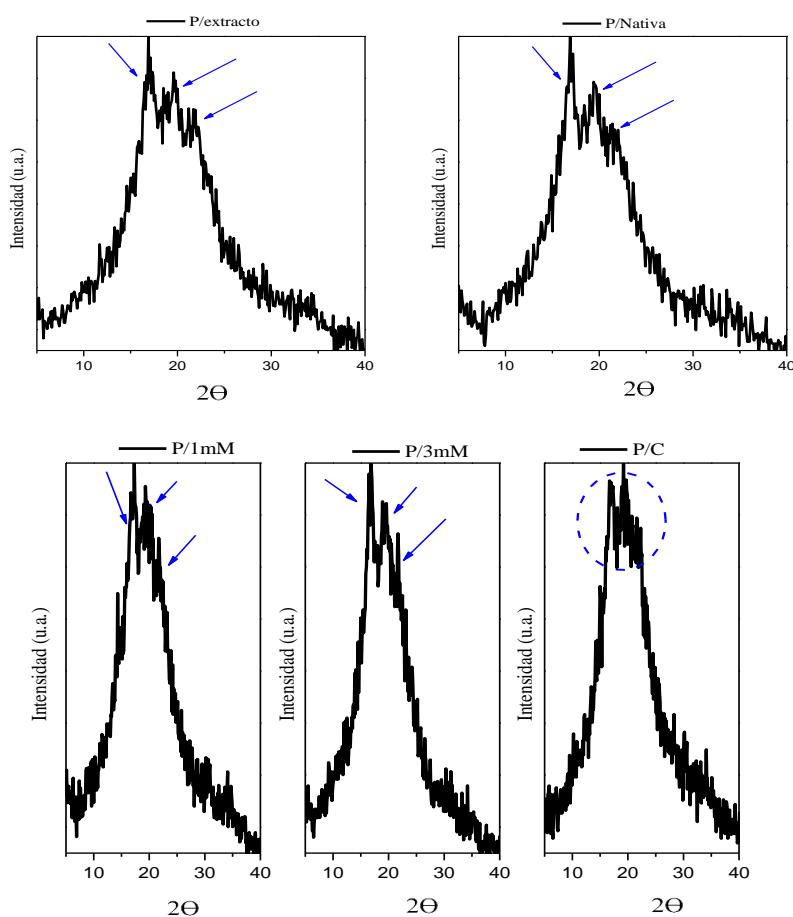 P/extracto
Intensidad (u.a.)
10 20 30 40
2Θ
P/Nativa
Intensidad (u.a.)
10 20 30 40
2Θ
P/1mM
Intensidad (u.a.)
10 20 30 40
2Θ
P/3mM
Intensidad (u.a.)
10 20 30 40
2Θ
P/C
Intensidad (u.a.)
10 20 30 40
2Θ